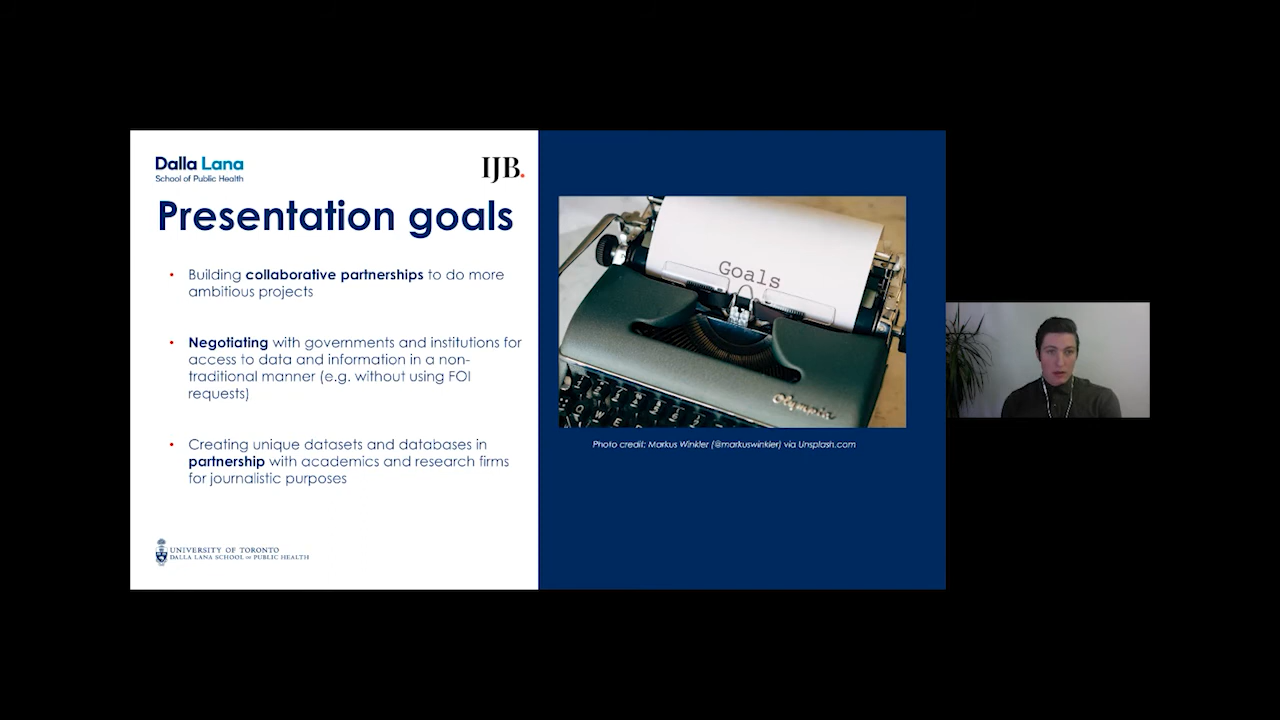 Dalla Lana
School of Public Health
IJB.
Presentation goals
• Building collaborative partnerships to do more
ambitious projects
• Negotiating with governments and institutions for
access to data and information in a non-
traditional manner (e.g. without using FOI
requests)
• Creating unique datasets and databases in
partnership with academics and research firms
for journalistic purposes
UNIVERSITY OF TORONTO
DALLA LANA SCHOOL OF PUBLIC HEALTH
Goals
Olympia
Photo credit: Markus Winkler (@markuswinkler) via Unsplash.com